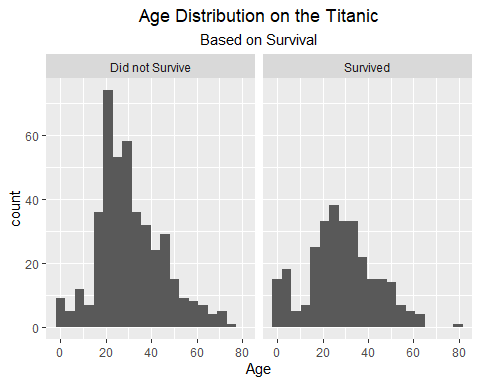 Age Distribution on the Titanic
Based on Survival
Did not Survive
Survived
60
40
20
0
count
0 20 40 60 80
0 20 40 60 80
Age